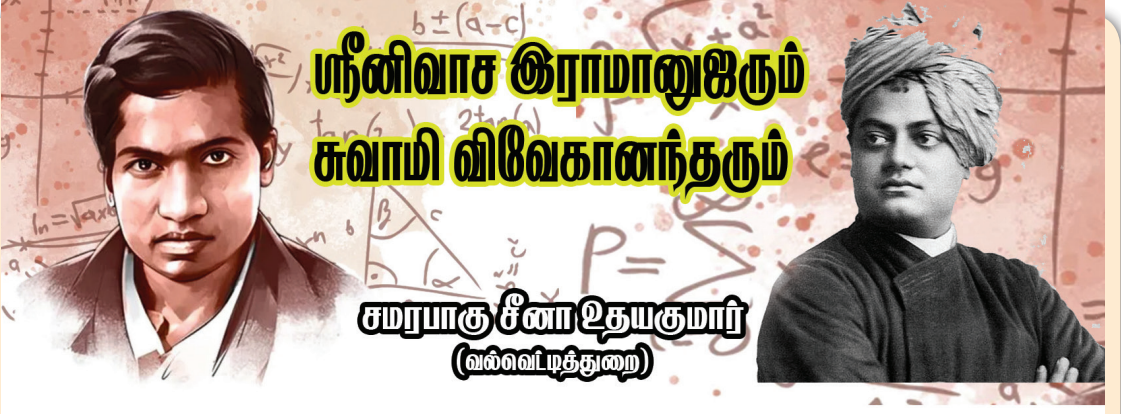 ஸ்ரீனிவாச இராமானுஜரும்
சுவாமி விவேகானந்தரும்
சமரபாகு சீனா உதயகுமார்
(வல்வெட்டித்துறை)
b±(a-c)
P=